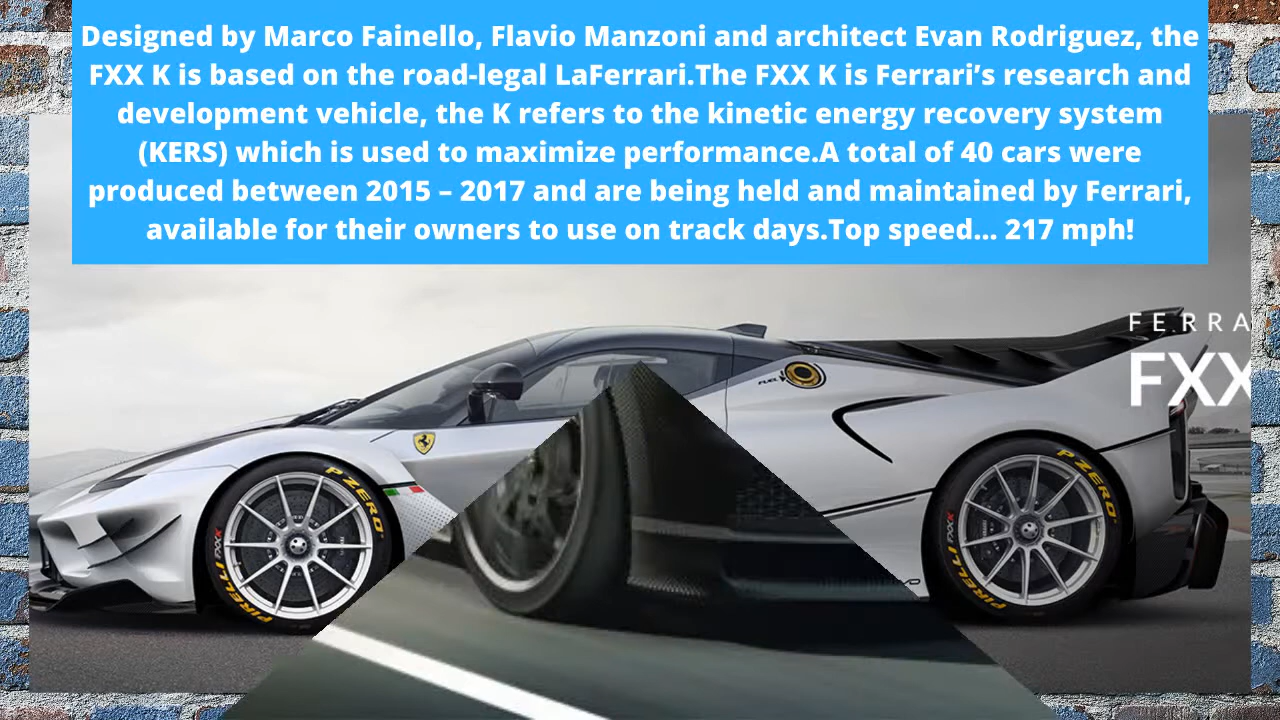 Designed by Marco Fainello, Flavio Manzoni and architect Evan Rodriguez, the
FXX K is based on the road-legal LaFerrari.The FXX K is Ferrari’s research and
development vehicle, the K refers to the kinetic energy recovery system
(KERS) which is used to maximize performance.A total of 40 cars were
produced between 2015 – 2017 and are being held and maintained by Ferrari,
available for their owners to use on track days.Top speed... 217 mph!
FERRA
FXX
FUEL
P ZERO
PIRELLI FXXK
P ZERO
PIRELLI FXXK